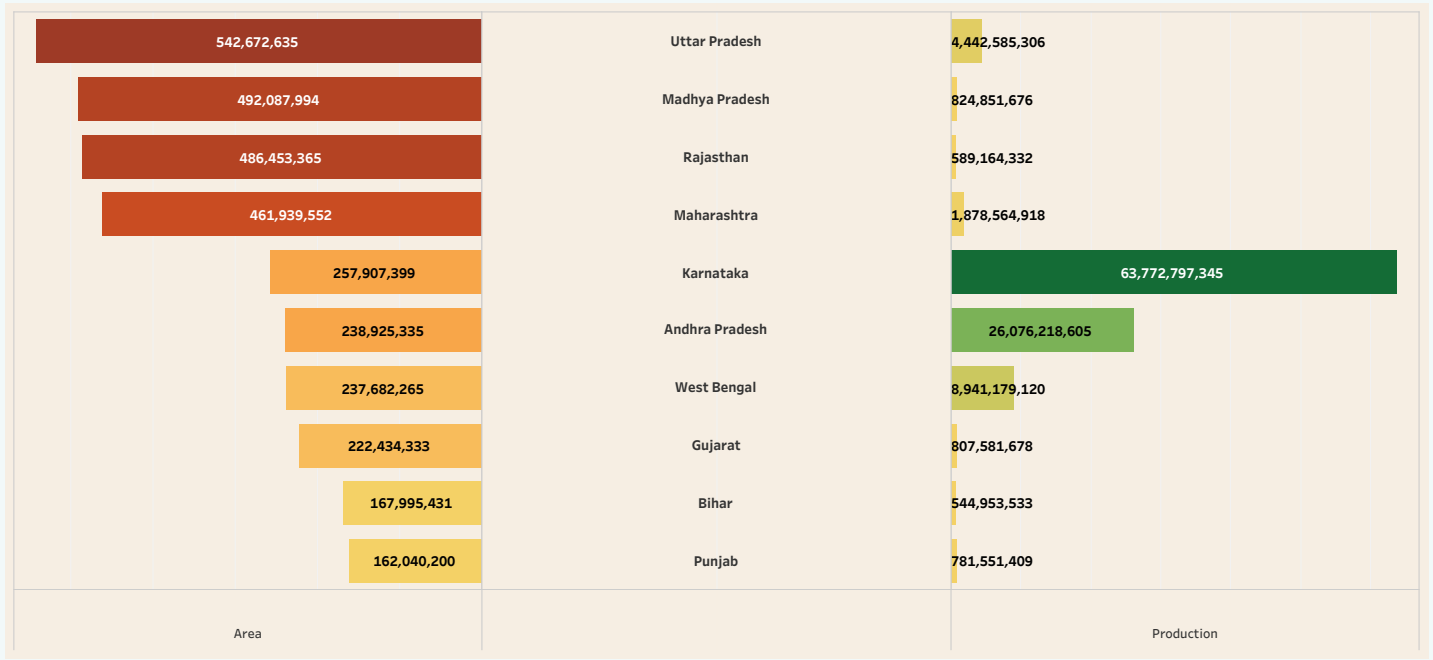 542,672,635 Uttar Pradesh 4,442,585,306
492,087,994 Madhya Pradesh 824,851,676
486,453,365 Rajasthan 589,164,332
461,939,552 Maharashtra 1,878,564,918
257,907,399 Karnataka 63,772,797,345
238,925,335 Andhra Pradesh 26,076,218,605
237,682,265 West Bengal 8,941,179,120
222,434,333 Gujarat 807,581,678
167,995,431 Bihar 544,953,533
162,040,200 Punjab 781,551,409
Area Production